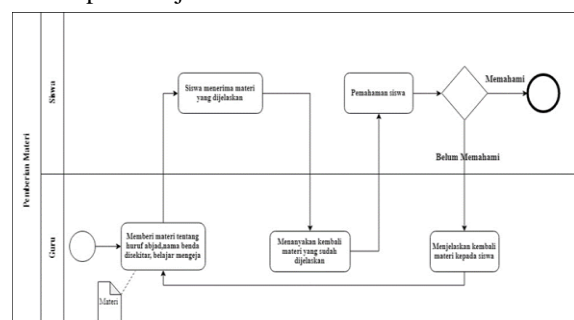 Pemberian Materi
Siswa
Siswa menerima materi
yang dijelaskan
Pemahaman siswa
Memahami
Belum Memahami
Guru
Memberi materi tentang
huruf abjad,nama benda
disekitar, belajar mengeja
Materi
Menanyakan kembali
materi yang sudah
dijelaskan
Menjelaskan kembali
materi kepada siswa